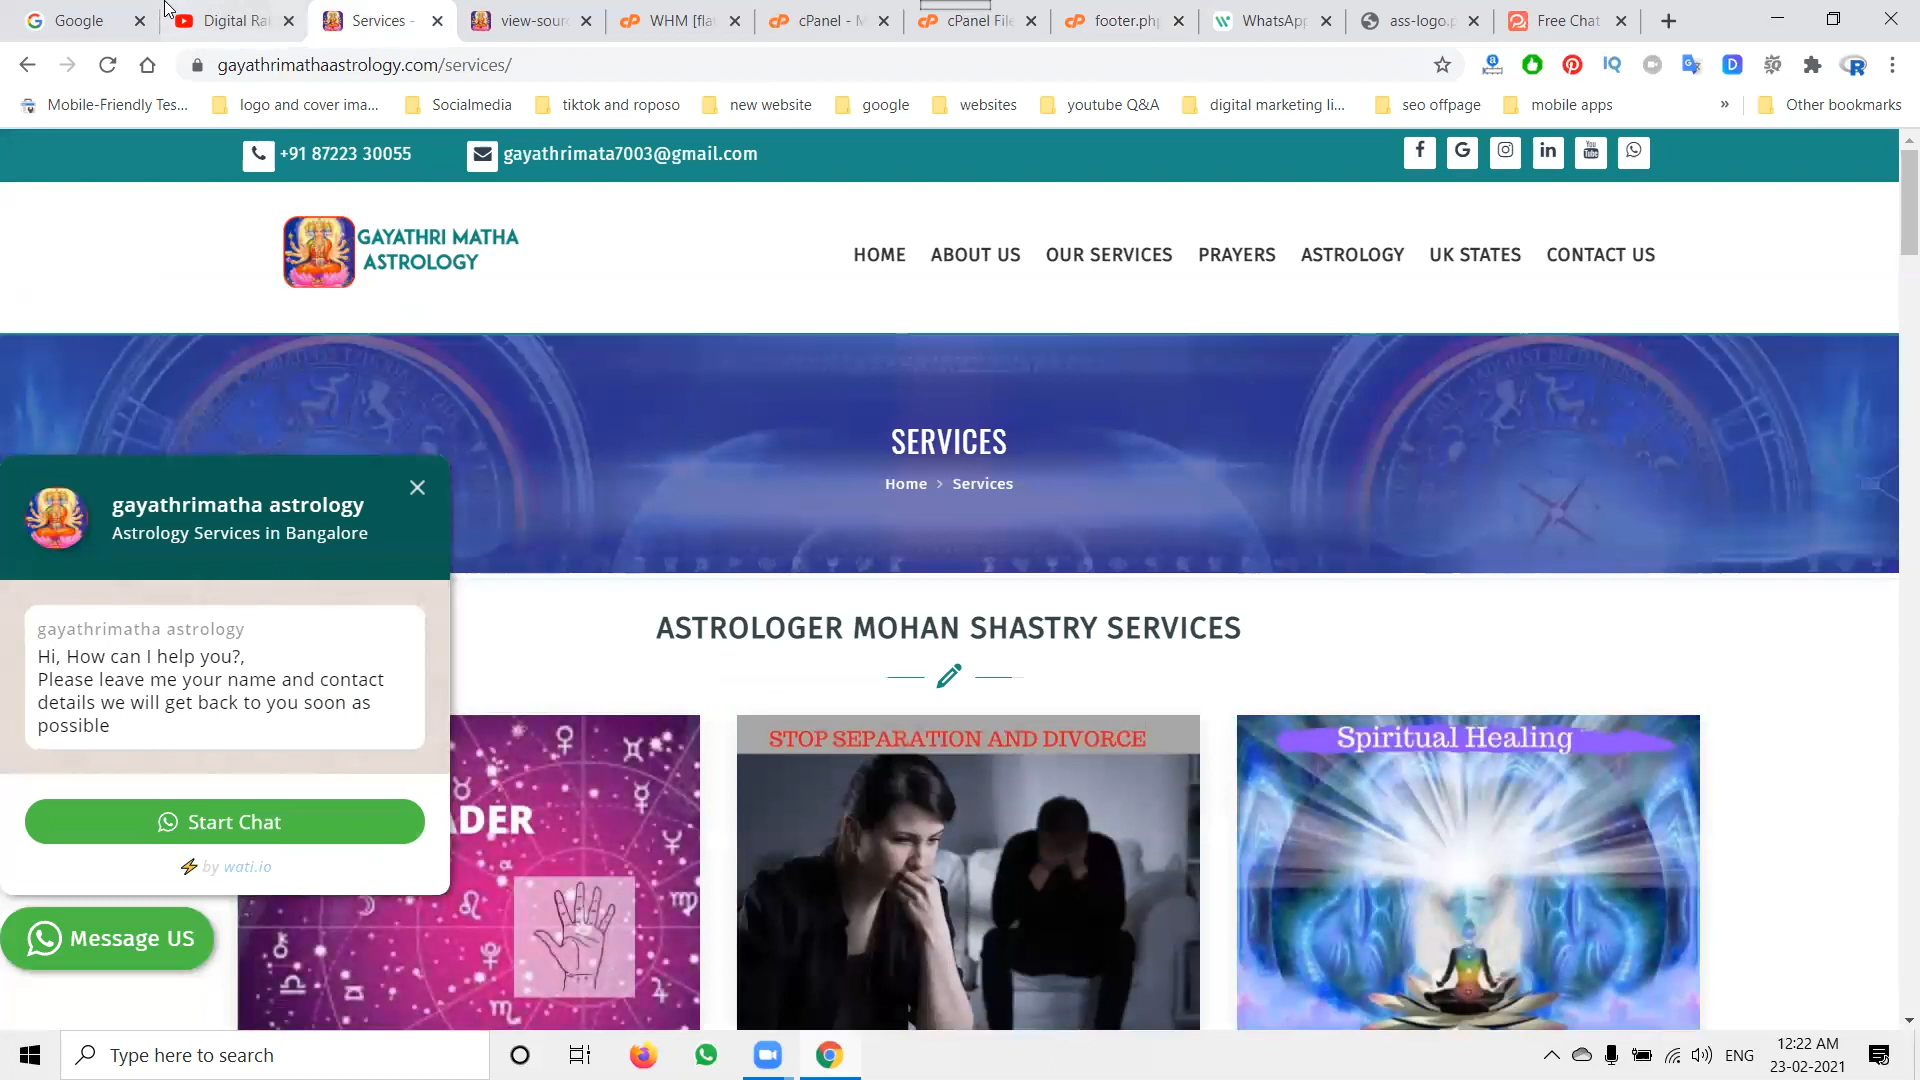 Google
Digital Rai
Services -
view-sour
WHM [fla
cPanel - M
cPanel File
footer.ph
WhatsApp
ass-logo.p
Free Chat
gayathrimathaastrology.com/services/
Mobile-Friendly Tes...
logo and cover ima...
Socialmedia
tiktok and roposo
new website
google
websites
youtube Q&A
digital marketing li...
seo offpage
mobile apps
»
Other bookmarks
+91 87223 30055
gayathrimata7003@gmail.com
GAYATHRI MATHA
ASTROLOGY
HOME
ABOUT US
OUR SERVICES
PRAYERS
ASTROLOGY
UK STATES
CONTACT US
SERVICES
Home > Services
gayathrimatha astrology
Astrology Services in Bangalore
gayathrimatha astrology
Hi, How can I help you?,
Please leave me your name and contact
details we will get back to you soon as
possible
Start Chat
by wati.io
Message US
ASTROLOGER MOHAN SHASTRY SERVICES
ADER
STOP SEPARATION AND DIVORCE
Spiritual Healing
Type here to search
ENG
12:22 AM
23-02-2021